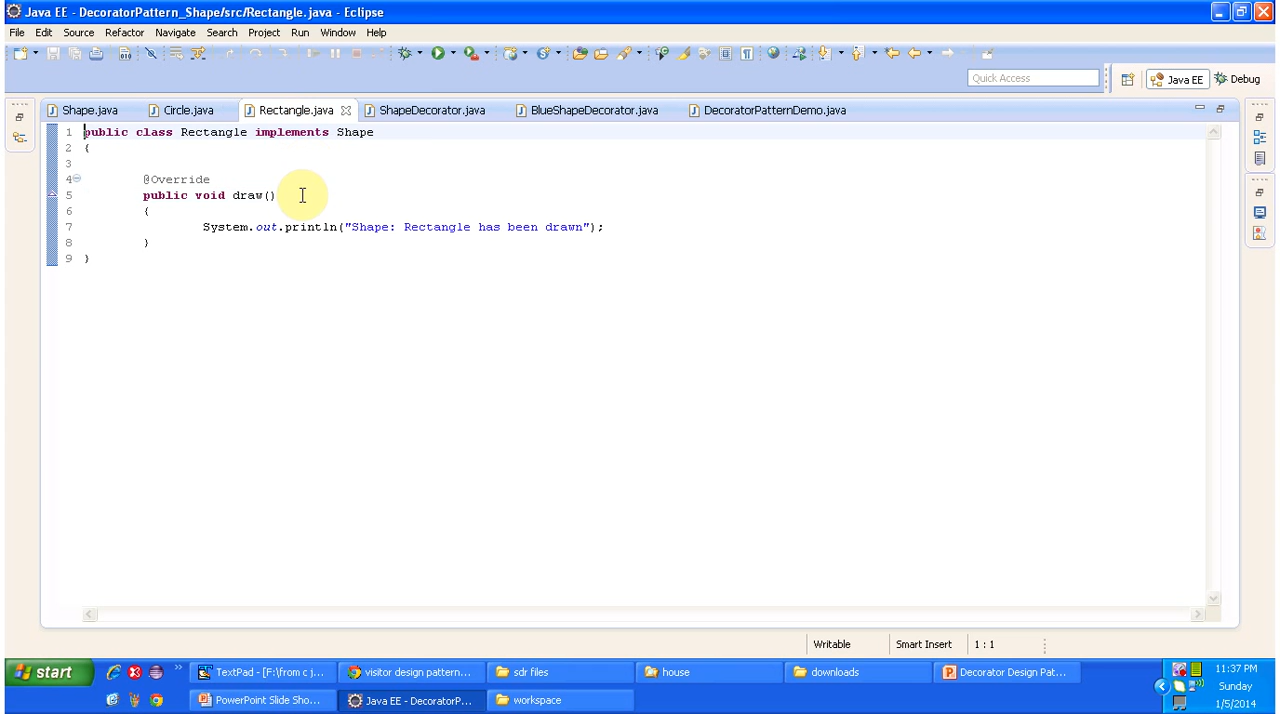 Java EE - DecoratorPattern_Shape/src/Rectangle.java - Eclipse
File Edit Source Refactor Navigate Search Project Run Window Help
Quick Access
Java EE
Debug
Shape.java Circle.java Rectangle.java ShapeDecorator.java BlueShapeDecorator.java DecoratorPatternDemo.java
1 public class Rectangle implements Shape
2 {
3
4 @Override
5 public void draw()
6 {
7 System.out.println("Shape: Rectangle has been drawn");
8 }
9 }
Writable Smart Insert 1 : 1
start
TextPad - [F:\from c j... visitor design pattern... sdr files house downloads Decorator Design Pat...
PowerPoint Slide Sho... Java EE - DecoratorP... workspace
11:37 PM
Sunday
1/5/2014